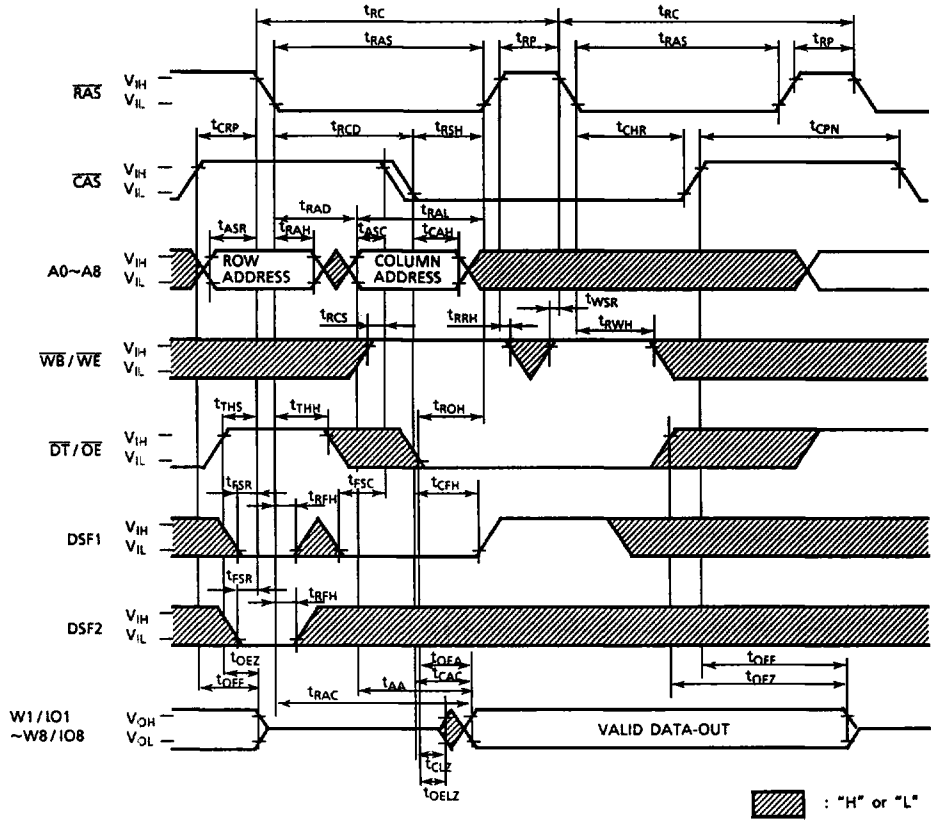 tRC tRC
tRAS tRP tRAS tRP
RAS VIH
VIL
tCRP tRCD tRSH tCHR tCPN
CAS VIH
VIL
tRAD tRAL
tASR tRAH tASC tCAH
A0~A8 VIH
VIL
ROW
ADDRESS
COLUMN
ADDRESS
tWSR
tRCS tRRH tRWH
WB/WE VIH
VIL
tTHS tTHH tROH
DT/OE VIH
VIL
tFSR tRFH tFSC tCFH
DSF1 VIH
VIL
tFSR tRFH
DSF2 VIH
VIL
tOEZ tOEA tOFF
tOFF tCAC tOEZ
tAA
tRAC
W1/IO1
~W8/IO8
VOH
VOL
VALID DATA-OUT
tCLZ
tOELZ
: "H" or "L"